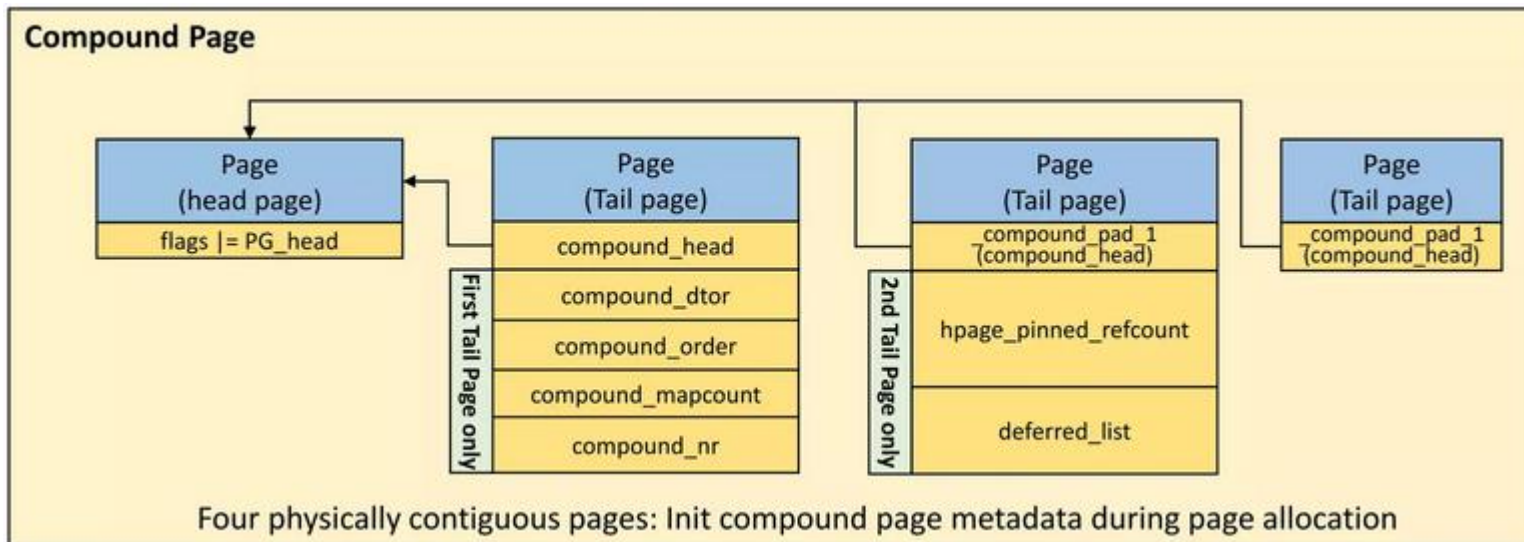 Compound Page
Page
(head page)
flags |= PG_head
Page
(Tail page)
compound_head
First Tail Page only
compound_dtor
compound_order
compound_mapcount
compound_nr
Page
(Tail page)
_compound_pad_1
(compound_head)
2nd Tail Page only
hpage_pinned_refcount
deferred_list
Page
(Tail page)
_compound_pad_1
(compound_head)
Four physically contiguous pages: Init compound page metadata during page allocation